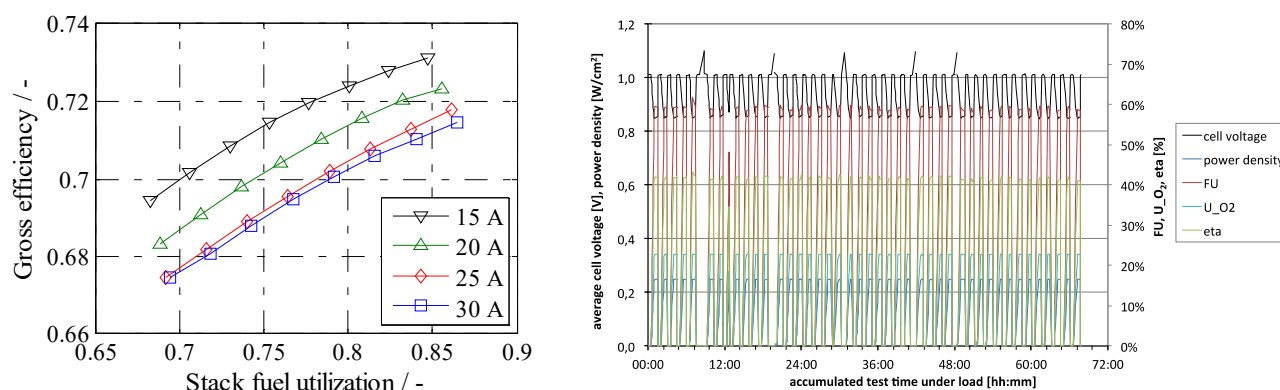 0.74
0.72
0.7
0.68
0.66
Gross efficiency / -
15 A
20 A
25 A
30 A
0.65
0.7
0.75
0.8
0.85
0.9
Stack fuel utilization / -
1,2
1,0
0,8
0,6
0,4
0,2
0,0
average cell voltage [V], power density [W/cm²]
80%
70%
60%
50%
40%
30%
20%
10%
0%
FU, U_O₂, eta [%]
00:00
12:00
24:00
36:00
48:00
60:00
72:00
accumulated test time under load [hh:mm]
cell voltage
power density
FU
U_O2
eta